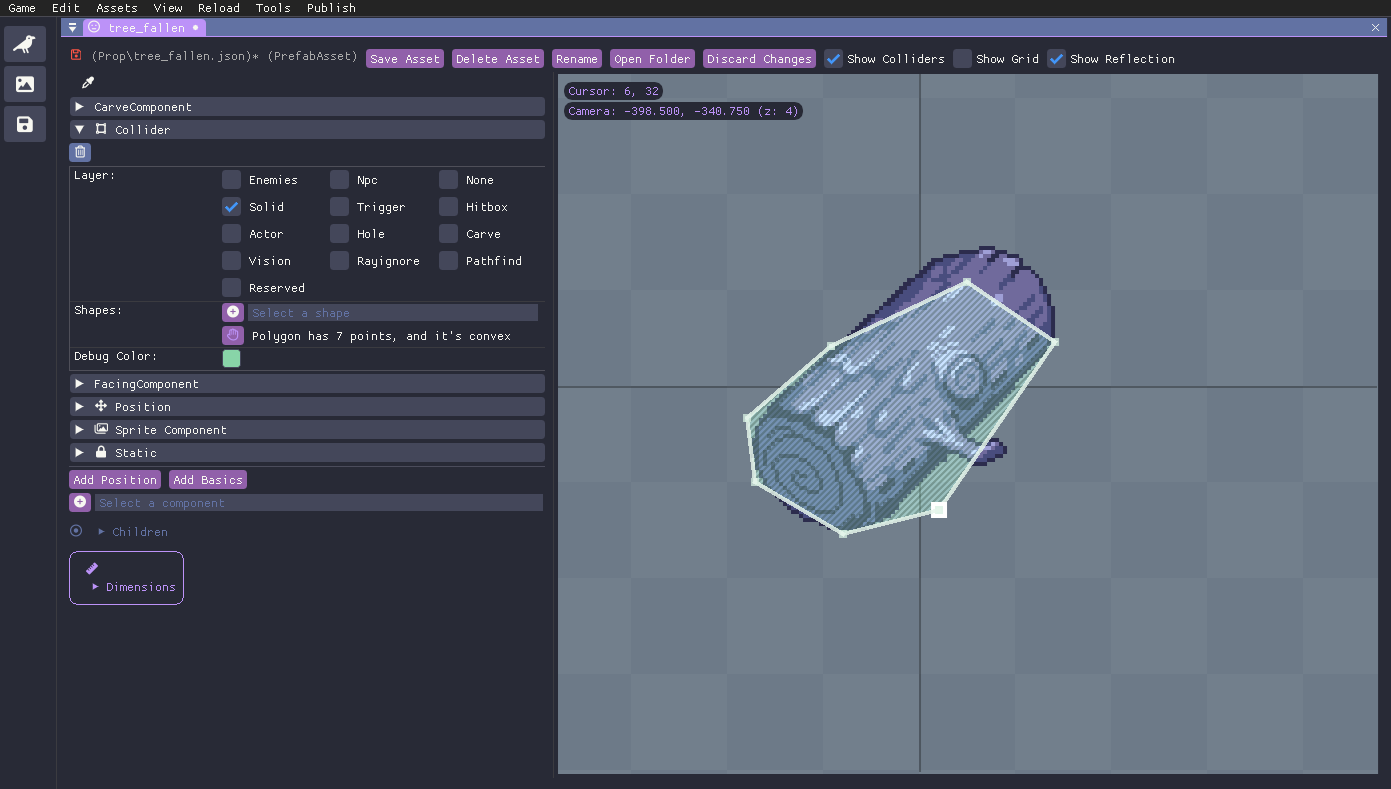 Game Edit Assets View Reload Tools Publish
tree_fallen
(Prop\tree_fallen.json)* (PrefabAsset) Save Asset Delete Asset Rename Open Folder Discard Changes Show Colliders Show Grid Show Reflection
Cursor: 6, 32
Camera: -398.500, -340.750 (z: 4)
CarveComponent
Collider
Layer:
Enemies Npc None
Solid Trigger Hitbox
Actor Hole Carve
Vision Rayignore Pathfind
Reserved
Shapes: Select a shape
Polygon has 7 points, and it's convex
Debug Color:
FacingComponent
Position
Sprite Component
Static
Add Position Add Basics
Select a component
Children
Dimensions